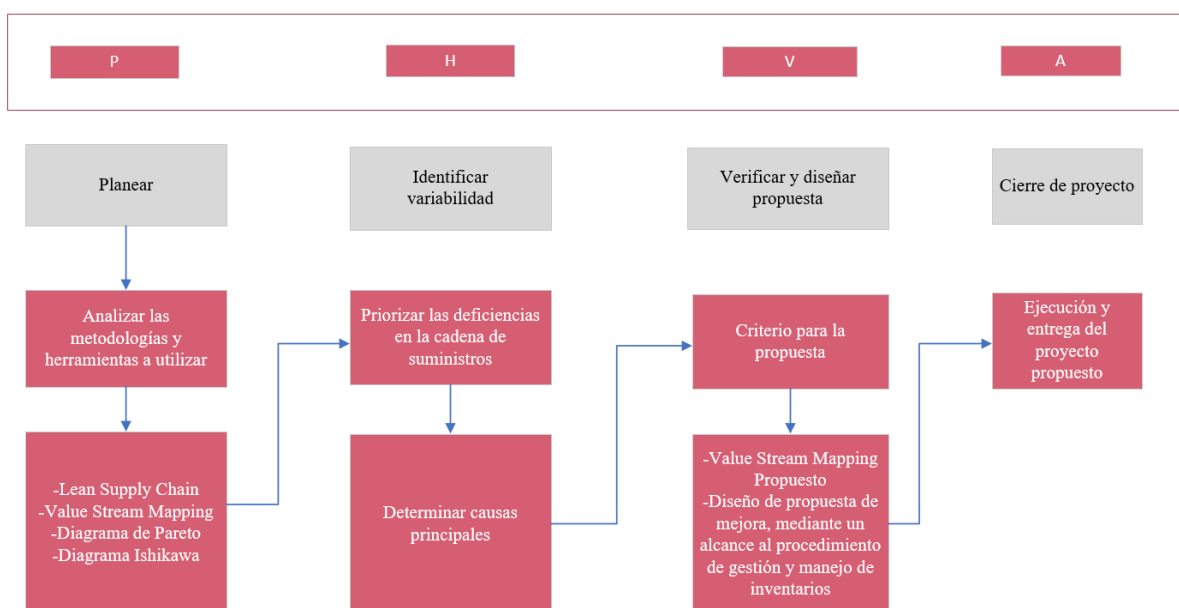 P
H
V
A
Planear
Identificar
variabilidad
Verificar y diseñar
propuesta
Cierre de proyecto
Analizar las
metodologías y
herramientas a utilizar
Priorizar las deficiencias
en la cadena de
suministros
Criterio para la
propuesta
Ejecución y
entrega del
proyecto
propuesto
-Lean Supply Chain
-Value Stream Mapping
-Diagrama de Pareto
-Diagrama Ishikawa
Determinar causas
principales
-Value Stream Mapping
Propuesto
-Diseño de propuesta de
mejora, mediante un
alcance al procedimiento
de gestión y manejo de
inventarios